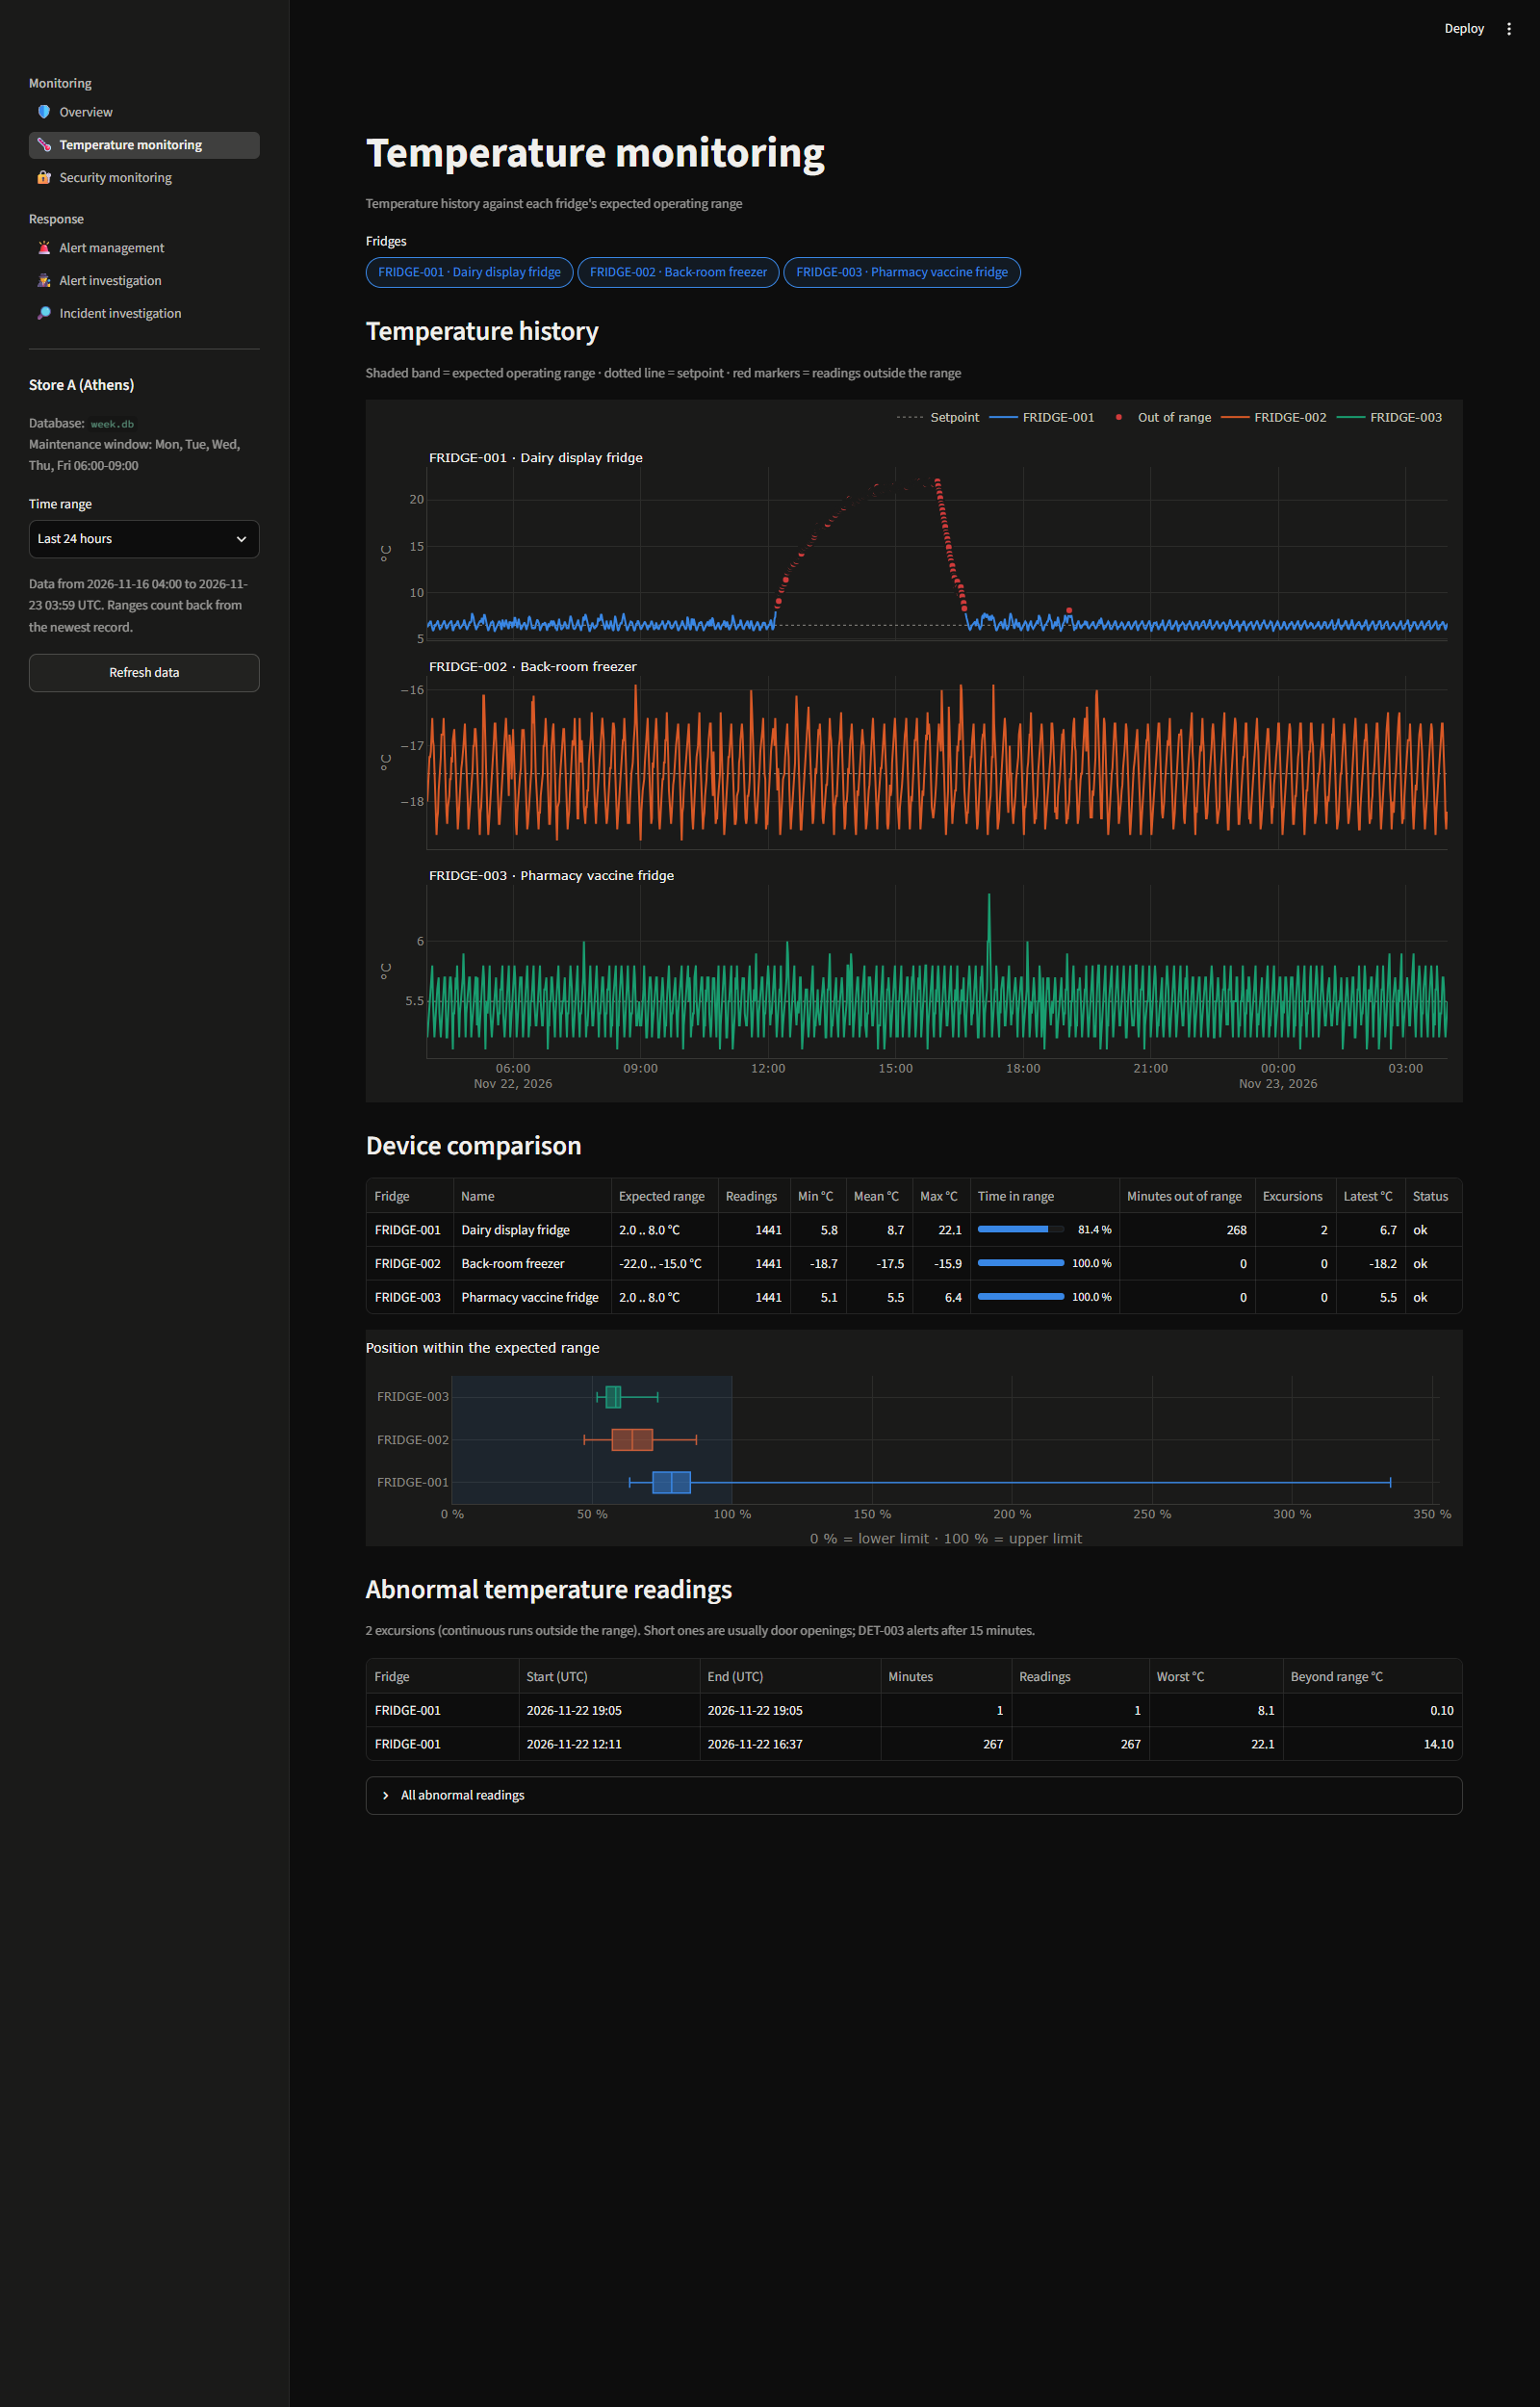 Deploy
Monitoring
Overview
Temperature monitoring
Security monitoring
Response
Alert management
Alert investigation
Incident investigation
Store A (Athens)
Database: week.db
Maintenance window: Mon, Tue, Wed,
Thu, Fri 06:00-09:00
Time range
Last 24 hours
Data from 2026-11-16 04:00 to 2026-11-
23 03:59 UTC. Ranges count back from
the newest record.
Refresh data
Temperature monitoring
Temperature history against each fridge's expected operating range
Fridges
FRIDGE-001 · Dairy display fridge FRIDGE-002 · Back-room freezer FRIDGE-003 · Pharmacy vaccine fridge
Temperature history
Shaded band = expected operating range · dotted line = setpoint · red markers = readings outside the range
Setpoint FRIDGE-001 Out of range FRIDGE-002 FRIDGE-003
FRIDGE-001 · Dairy display fridge
20
15
10
5
°C
FRIDGE-002 · Back-room freezer
−16
−17
−18
°C
FRIDGE-003 · Pharmacy vaccine fridge
6
5.5
°C
06:00 09:00 12:00 15:00 18:00 21:00 00:00 03:00
Nov 22, 2026 Nov 23, 2026
Device comparison
Fridge Name Expected range Readings Min °C Mean °C Max °C Time in range Minutes out of range Excursions Latest °C Status
FRIDGE-001 Dairy display fridge 2.0 .. 8.0 °C 1441 5.8 8.7 22.1 81.4 % 268 2 6.7 ok
FRIDGE-002 Back-room freezer -22.0 .. -15.0 °C 1441 -18.7 -17.5 -15.9 100.0 % 0 0 -18.2 ok
FRIDGE-003 Pharmacy vaccine fridge 2.0 .. 8.0 °C 1441 5.1 5.5 6.4 100.0 % 0 0 5.5 ok
Position within the expected range
FRIDGE-003
FRIDGE-002
FRIDGE-001
0 % 50 % 100 % 150 % 200 % 250 % 300 % 350 %
0 % = lower limit · 100 % = upper limit
Abnormal temperature readings
2 excursions (continuous runs outside the range). Short ones are usually door openings; DET-003 alerts after 15 minutes.
Fridge Start (UTC) End (UTC) Minutes Readings Worst °C Beyond range °C
FRIDGE-001 2026-11-22 19:05 2026-11-22 19:05 1 1 8.1 0.10
FRIDGE-001 2026-11-22 12:11 2026-11-22 16:37 267 267 22.1 14.10
All abnormal readings